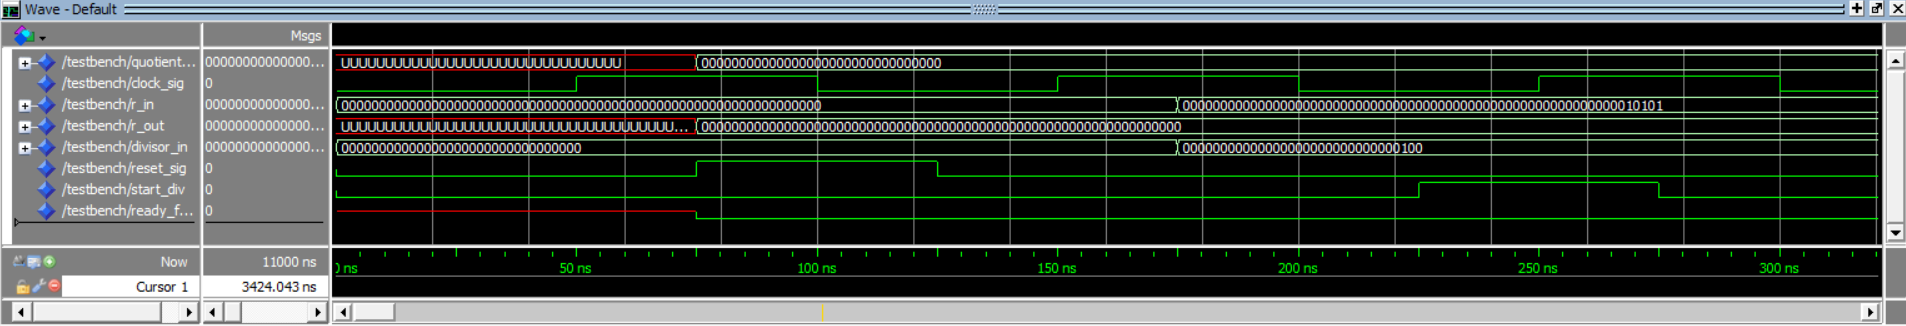 Wave - Default
Msgs
/testbench/quotient... 00000000000000... UUUUUUUUUUUUUUUUUUUUUUUUUUUUUUUU 00000000000000000000000000000000
/testbench/clock_sig 0
/testbench/r_in 00000000000000... 0000000000000000000000000000000000000000000000000000000000000000 0000000000000000000000000000000000000000000000000000000000010101
/testbench/r_out 00000000000000... UUUUUUUUUUUUUUUUUUUUUUUUUUUUUUUUUUUUUU... 0000000000000000000000000000000000000000000000000000000000000000
/testbench/divisor_in 00000000000000... 00000000000000000000000000000000 00000000000000000000000000000100
/testbench/reset_sig 0
/testbench/start_div 0
/testbench/ready_f... 0
Now 11000 ns ns 50 ns 100 ns 150 ns 200 ns 250 ns 300 ns
Cursor 1 3424.043 ns